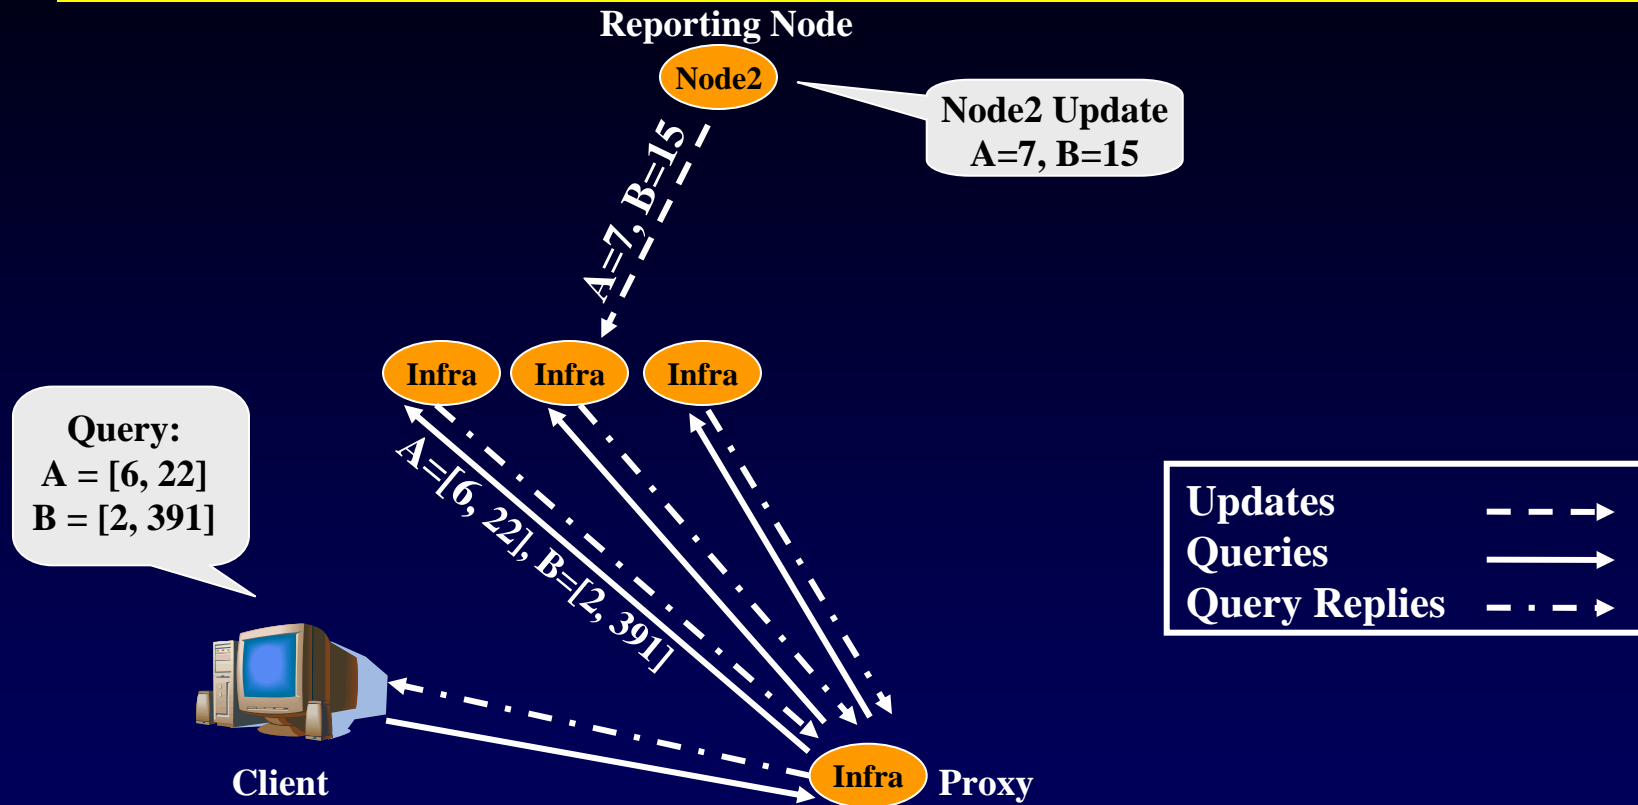 Reporting Node
Node2
Node2 Update
A=7, B=15
A=7, B=15
Infra
Infra
Infra
Query:
A = [6, 22]
B = [2, 391]
A=[6, 22], B=[2, 391]
Updates
Queries
Query Replies
Client
Infra
Proxy